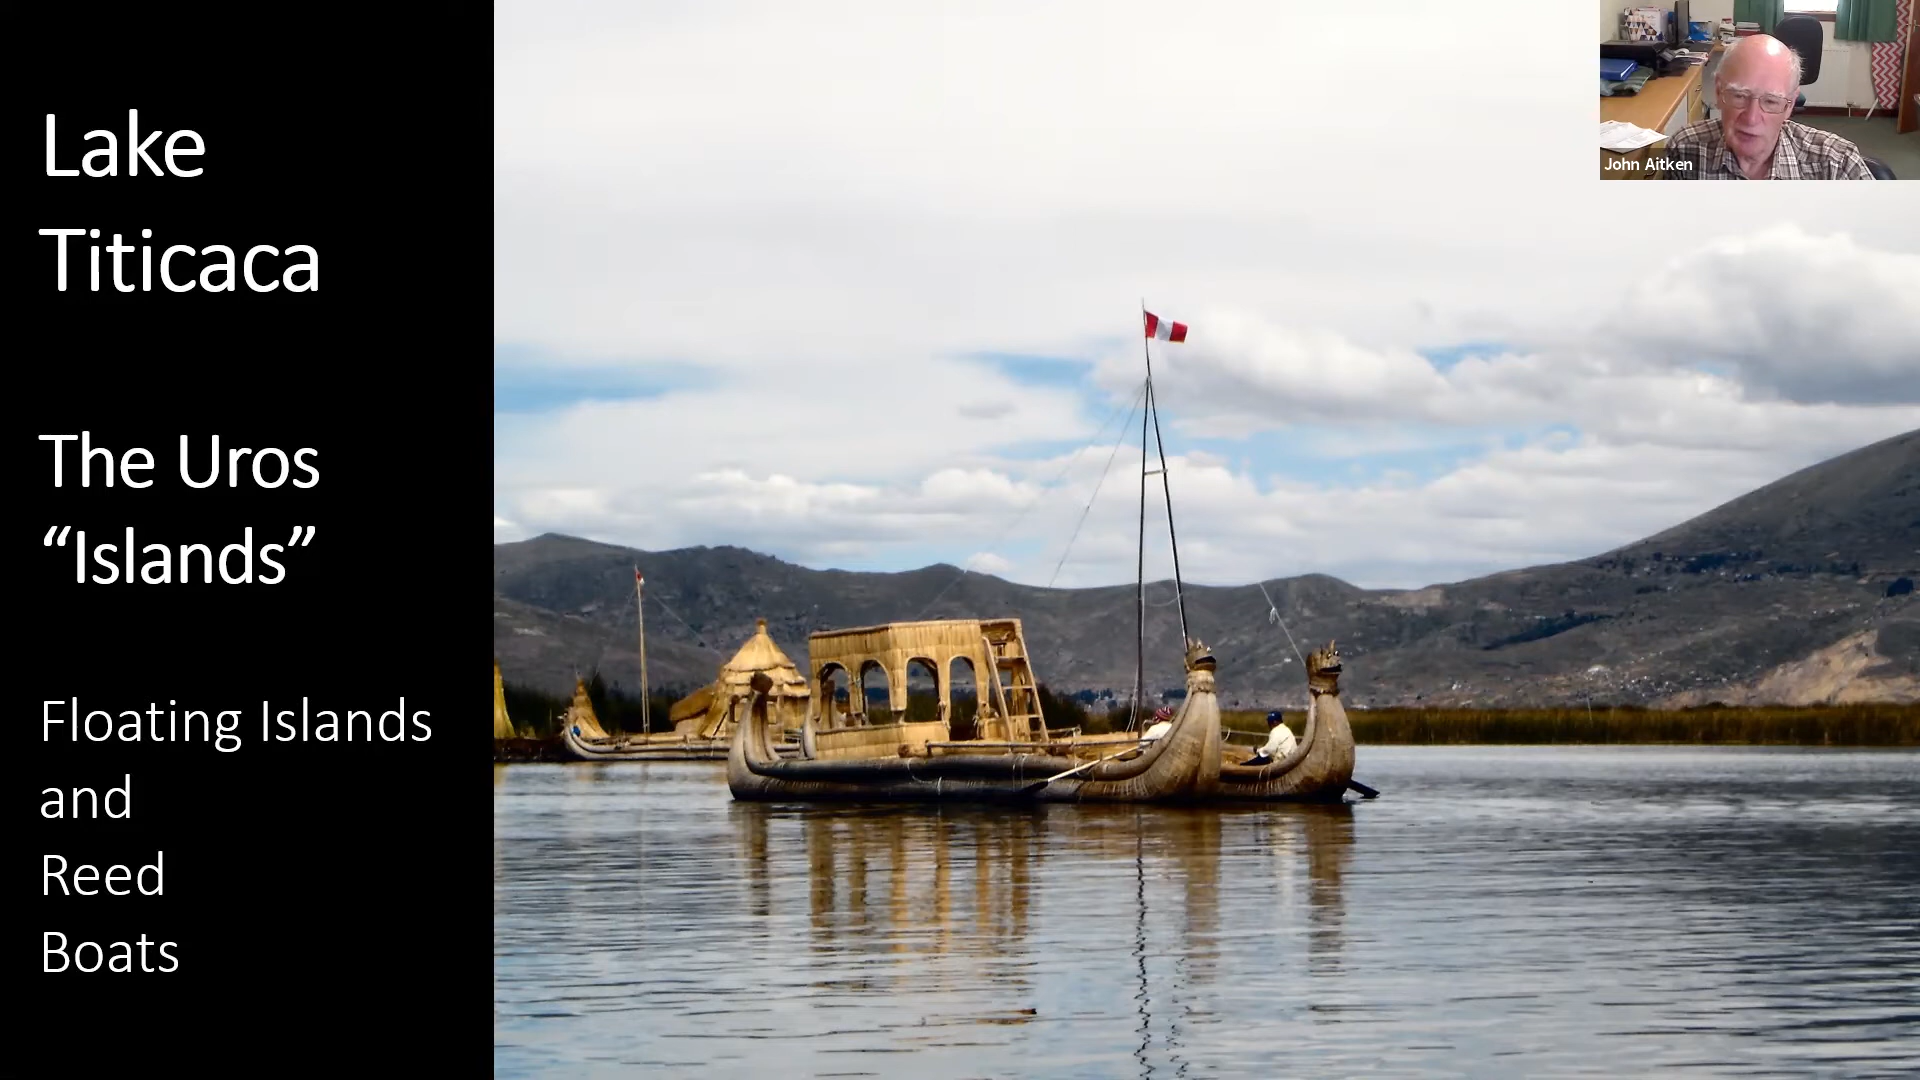 Lake
Titicaca
The Uros
“Islands”
Floating Islands
and
Reed
Boats
John Aitken